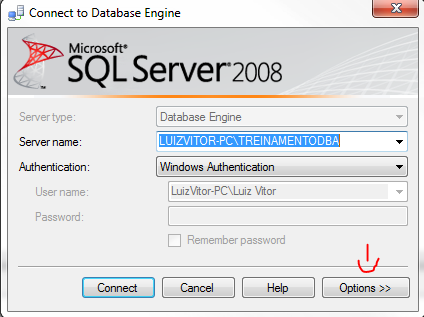 Connect to Database Engine
Microsoft®
SQL Server® 2008
Server type: Database Engine
Server name: LUIZVITOR-PC\TREINAMENTODBA
Authentication: Windows Authentication
User name: LuizVitor-PC\Luiz Vitor
Password:
Remember password
Connect Cancel Help Options >>